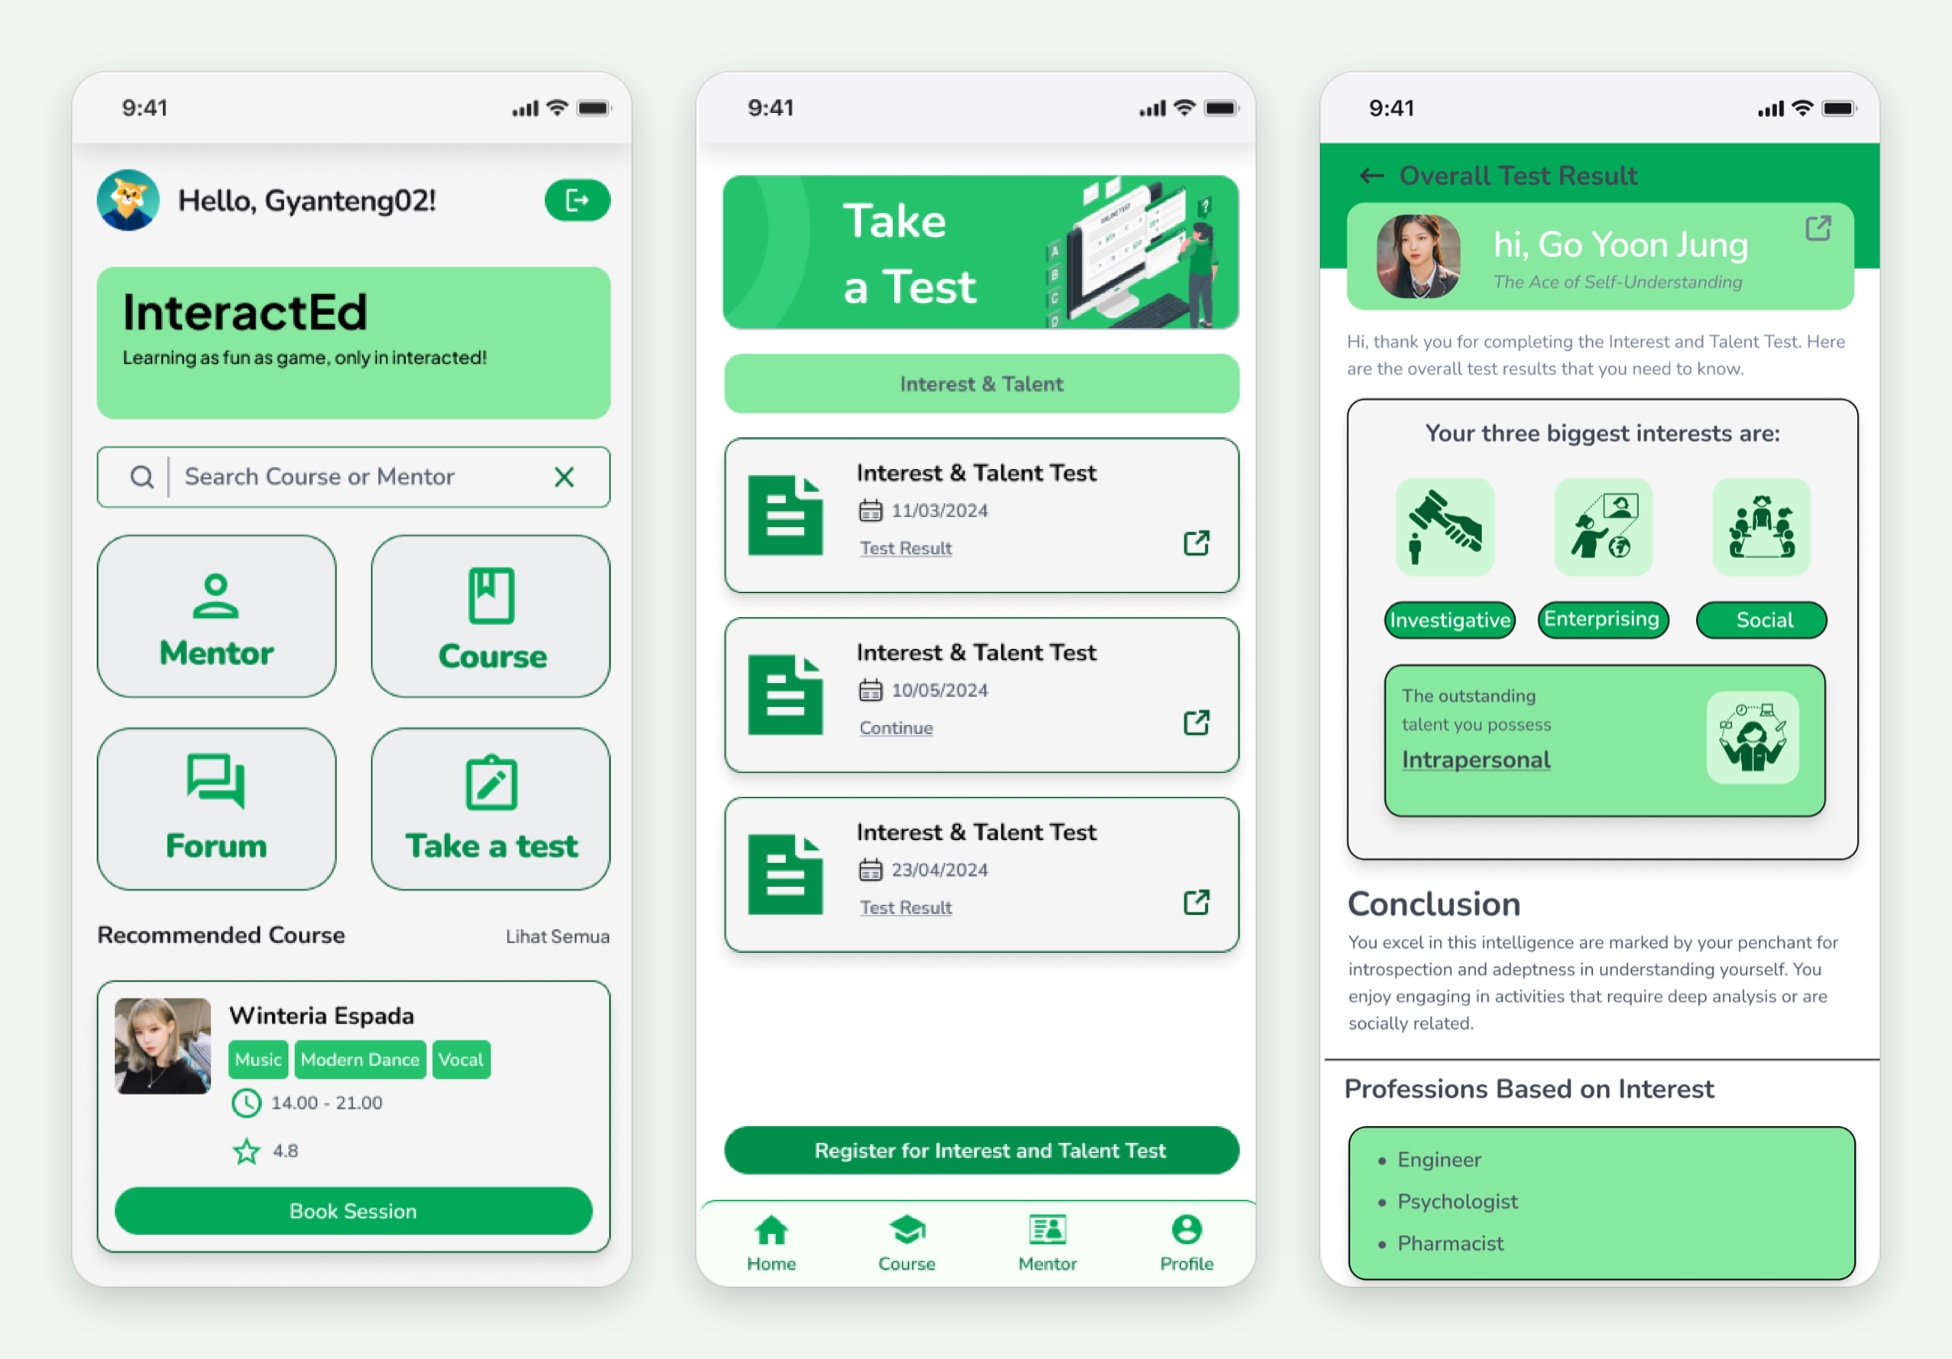 9:41
Hello, Gyanteng02!
InteractEd
Learning as fun as game, only in interacted!
Search Course or Mentor
Mentor
Course
Forum
Take a test
Recommended Course
Lihat Semua
Winteria Espada
Music
Modern Dance
Vocal
14.00 - 21.00
4.8
Book Session
9:41
Take
a Test
ONLINE TEST
A
B
C
D
?
Interest & Talent
Interest & Talent Test
11/03/2024
Test Result
Interest & Talent Test
10/05/2024
Continue
Interest & Talent Test
23/04/2024
Test Result
Register for Interest and Talent Test
Home
Course
Mentor
Profile
9:41
Overall Test Result
hi, Go Yoon Jung
The Ace of Self-Understanding
Hi, thank you for completing the Interest and Talent Test. Here
are the overall test results that you need to know.
Your three biggest interests are:
Investigative
Enterprising
Social
The outstanding
talent you possess
Intrapersonal
Conclusion
You excel in this intelligence are marked by your penchant for
introspection and adeptness in understanding yourself. You
enjoy engaging in activities that require deep analysis or are
socially related.
Professions Based on Interest
• Engineer
• Psychologist
• Pharmacist